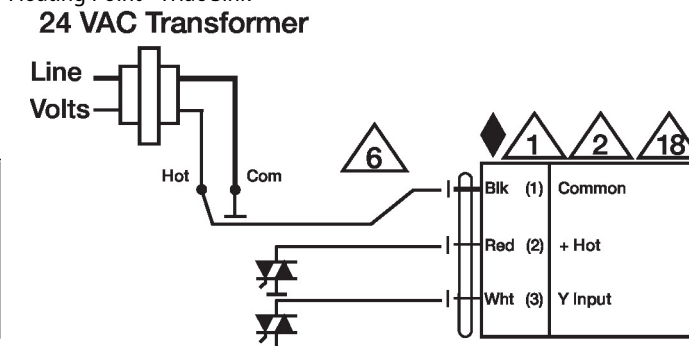 24 VAC Transformer
Line
Volts
Hot
Com
6
1
2
18
Blk (1) Common
Red (2) + Hot
Wht (3) Y Input